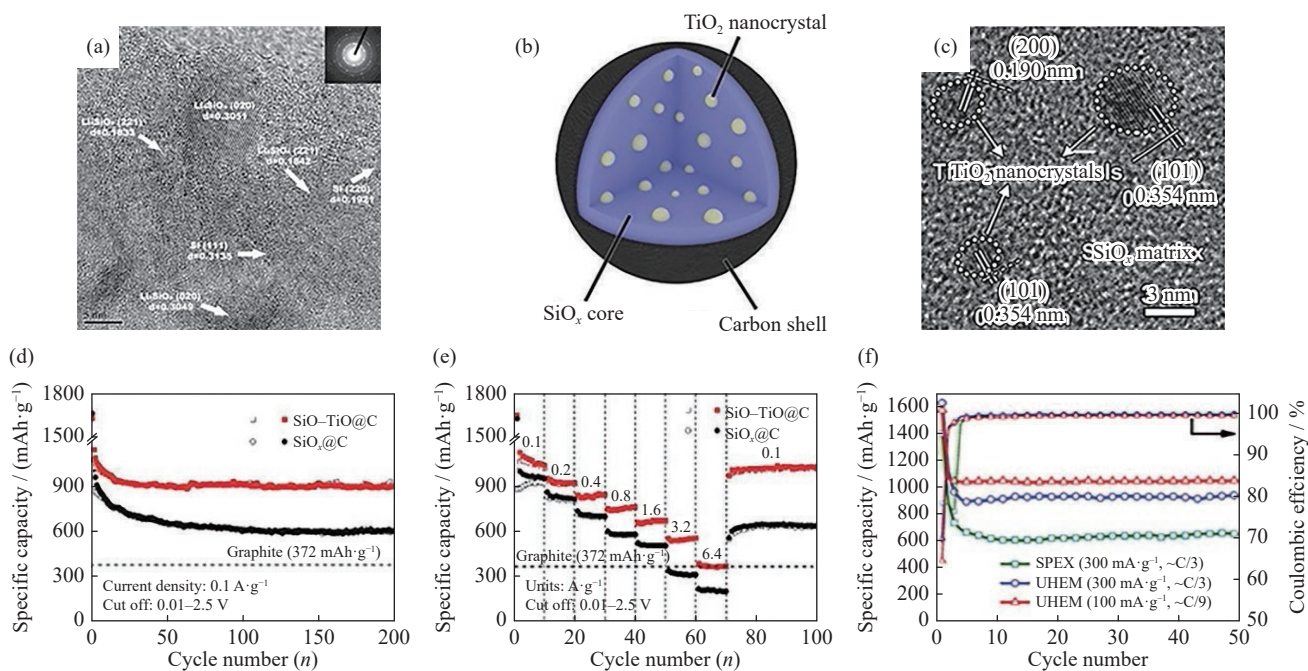 (a)
Li₄SiO₄ (020)
d=0.3051
d=0.1833
d=0.1842
Si (220)
d=0.1921
Si (111)
d=0.3135
Li₄SiO₄ (020)
d=0.3049
5 nm
(b)
TiO₂ nanocrystal
SiOₓ core
Carbon shell
(c)
(200)
0.190 nm
TiO₂ nanocrystals
(101)
0.354 nm
SiOₓ matrix
(101)
0.354 nm
3 nm
(d)
Specific capacity / (mAh·g⁻¹)
1800
1500
900
600
300
0
SiO–TiO@C
SiOₓ@C
Graphite (372 mAh·g⁻¹)
Current density: 0.1 A·g⁻¹
Cut off: 0.01–2.5 V
0 50 100 150 200
Cycle number (n)
(e)
Specific capacity / (mAh·g⁻¹)
1800
1500
900
600
300
0
SiO–TiO@C
SiOₓ@C
0.1
0.2
0.4
0.8
1.6
3.2
6.4
0.1
Graphite (372 mAh·g⁻¹)
Units: A·g⁻¹
Cut off: 0.01–2.5 V
0 20 40 60 80 100
Cycle number (n)
(f)
Specific capacity / (mAh·g⁻¹)
1600
1400
1200
1000
800
600
400
200
0
SPEX (300 mA·g⁻¹, ~C/3)
UHEM (300 mA·g⁻¹, ~C/3)
UHEM (100 mA·g⁻¹, ~C/9)
0 10 20 30 40 50
Cycle number
100
90
80
70
60
50
Coulombic efficiency / %